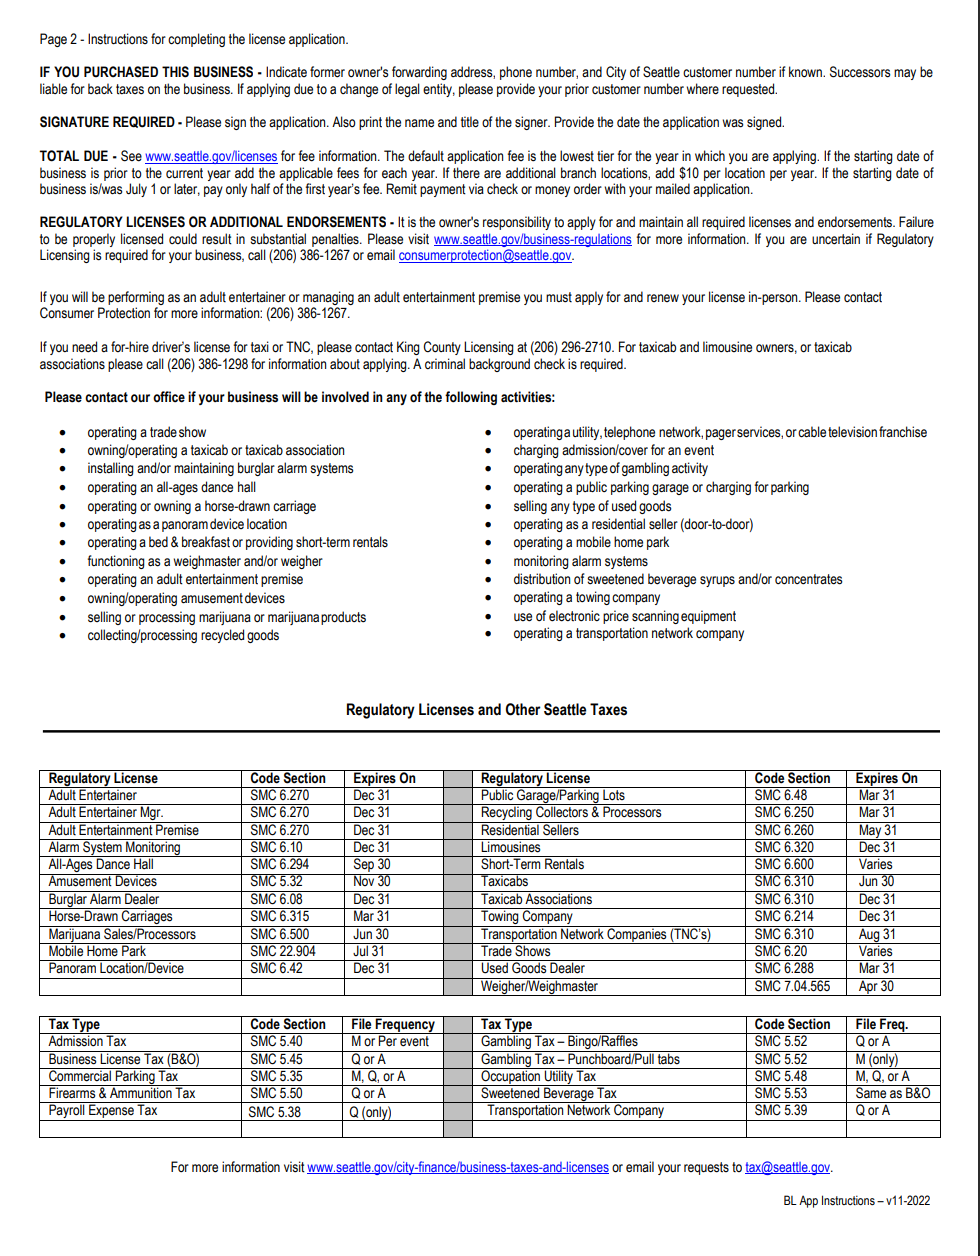 Page 2 - Instructions for completing the license application.
IF YOU PURCHASED THIS BUSINESS - Indicate former owner's forwarding address, phone number, and City of Seattle customer number if known. Successors may be
liable for back taxes on the business. If applying due to a change of legal entity, please provide your prior customer number where requested.
SIGNATURE REQUIRED - Please sign the application. Also print the name and title of the signer. Provide the date the application was signed.
TOTAL DUE - See www.seattle.gov/licenses for fee information. The default application fee is the lowest tier for the year in which you are applying. If the starting date of
business is prior to the current year add the applicable fees for each year. If there are additional branch locations, add $10 per location per year. If the starting date of
business is/was July 1 or later, pay only half of the first year's fee. Remit payment via check or money order with your mailed application.
REGULATORY LICENSES OR ADDITIONAL ENDORSEMENTS - It is the owner's responsibility to apply for and maintain all required licenses and endorsements. Failure
to be properly licensed could result in substantial penalties. Please visit www.seattle.gov/business-regulations for more information. If you are uncertain if Regulatory
Licensing is required for your business, call (206) 386-1267 or email consumerprotection@seattle.gov.
If you will be performing as an adult entertainer or managing an adult entertainment premise you must apply for and renew your license in-person. Please contact
Consumer Protection for more information: (206) 386-1267.
If you need a for-hire driver's license for taxi or TNC, please contact King County Licensing at (206) 296-2710. For taxicab and limousine owners, or taxicab
associations please call (206) 386-1298 for information about applying. A criminal background check is required.
Please contact our office if your business will be involved in any of the following activities:
• operating a trade show
• owning/operating a taxicab or taxicab association
• installing and/or maintaining burglar alarm systems
• operating an all-ages dance hall
• operating or owning a horse-drawn carriage
• operating as a panoram device location
• operating a bed & breakfast or providing short-term rentals
• functioning as a weighmaster and/or weigher
• operating an adult entertainment premise
• owning/operating amusement devices
• selling or processing marijuana or marijuana products
• collecting/processing recycled goods
• operating a utility, telephone network, pager services, or cable television franchise
• charging admission/cover for an event
• operating any type of gambling activity
• operating a public parking garage or charging for parking
• selling any type of used goods
• operating as a residential seller (door-to-door)
• operating a mobile home park
• monitoring alarm systems
• distribution of sweetened beverage syrups and/or concentrates
• operating a towing company
• use of electronic price scanning equipment
• operating a transportation network company
Regulatory Licenses and Other Seattle Taxes
Regulatory License Code Section Expires On Regulatory License Code Section Expires On
Adult Entertainer SMC 6.270 Dec 31 Public Garage/Parking Lots SMC 6.48 Mar 31
Adult Entertainer Mgr. SMC 6.270 Dec 31 Recycling Collectors & Processors SMC 6.250 Mar 31
Adult Entertainment Premise SMC 6.270 Dec 31 Residential Sellers SMC 6.260 May 31
Alarm System Monitoring SMC 6.10 Dec 31 Limousines SMC 6.320 Dec 31
All-Ages Dance Hall SMC 6.294 Sep 30 Short-Term Rentals SMC 6.600 Varies
Amusement Devices SMC 5.32 Nov 30 Taxicabs SMC 6.310 Jun 30
Burglar Alarm Dealer SMC 6.08 Dec 31 Taxicab Associations SMC 6.310 Dec 31
Horse-Drawn Carriages SMC 6.315 Mar 31 Towing Company SMC 6.214 Dec 31
Marijuana Sales/Processors SMC 6.500 Jun 30 Transportation Network Companies (TNC's) SMC 6.310 Aug 31
Mobile Home Park SMC 22.904 Jul 31 Trade Shows SMC 6.20 Varies
Panoram Location/Device SMC 6.42 Dec 31 Used Goods Dealer SMC 6.288 Mar 31
Weigher/Weighmaster SMC 7.04.565 Apr 30
Tax Type Code Section File Frequency Tax Type Code Section File Freq.
Admission Tax SMC 5.40 M or Per event Gambling Tax – Bingo/Raffles SMC 5.52 Q or A
Business License Tax (B&O) SMC 5.45 Q or A Gambling Tax – Punchboard/Pull tabs SMC 5.52 M (only)
Commercial Parking Tax SMC 5.35 M, Q, or A Occupation Utility Tax SMC 5.48 M, Q, or A
Firearms & Ammunition Tax SMC 5.50 Q or A Sweetened Beverage Tax SMC 5.53 Same as B&O
Payroll Expense Tax SMC 5.38 Q (only) Transportation Network Company SMC 5.39 Q or A
For more information visit www.seattle.gov/city-finance/business-taxes-and-licenses or email your requests to tax@seattle.gov.
BL App Instructions – v11-2022